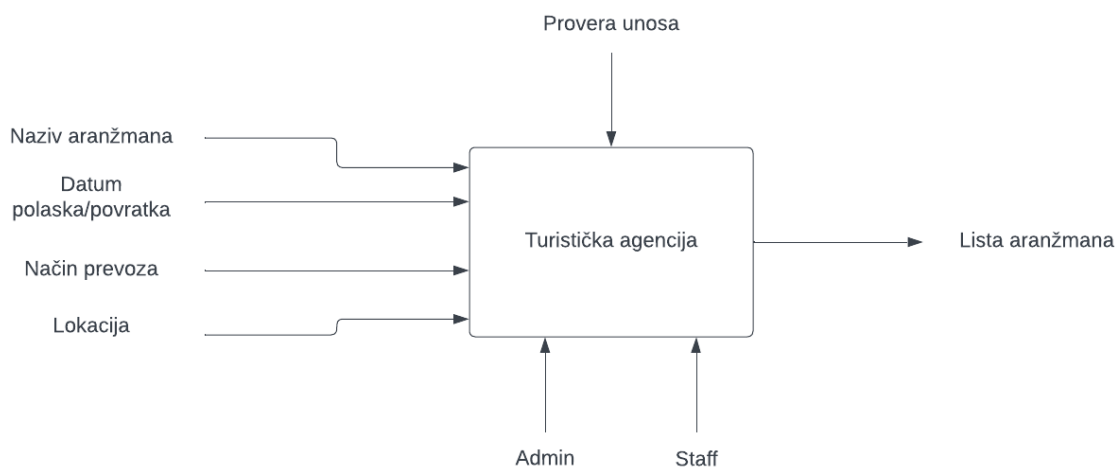 Provera unosa
Naziv aranžmana
Datum
polaska/povratka
Način prevoza
Lokacija
Turistička agencija
Lista aranžmana
Admin
Staff